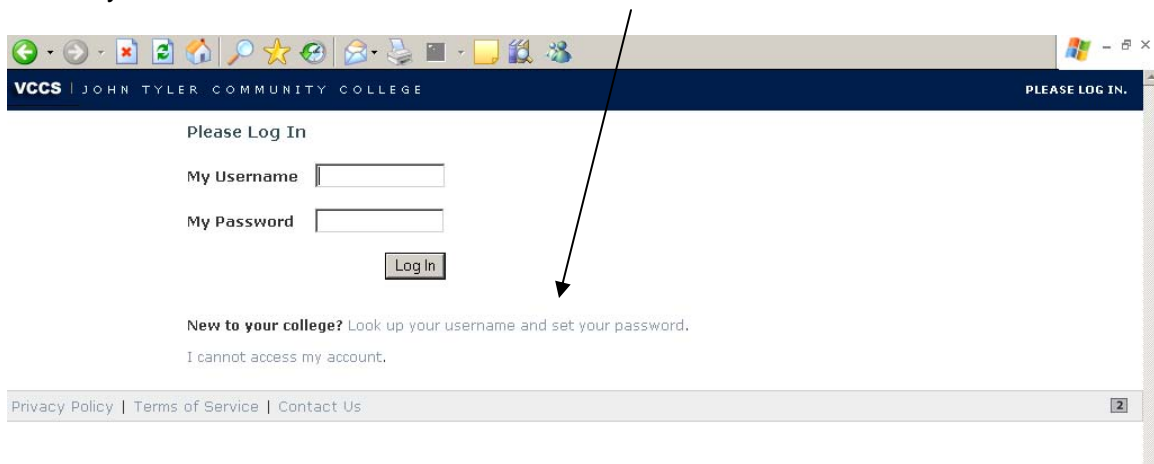 VCCS | JOHN TYLER COMMUNITY COLLEGE PLEASE LOG IN.
Please Log In
My Username
My Password
Log In
New to your college? Look up your username and set your password.
I cannot access my account.
Privacy Policy | Terms of Service | Contact Us 2